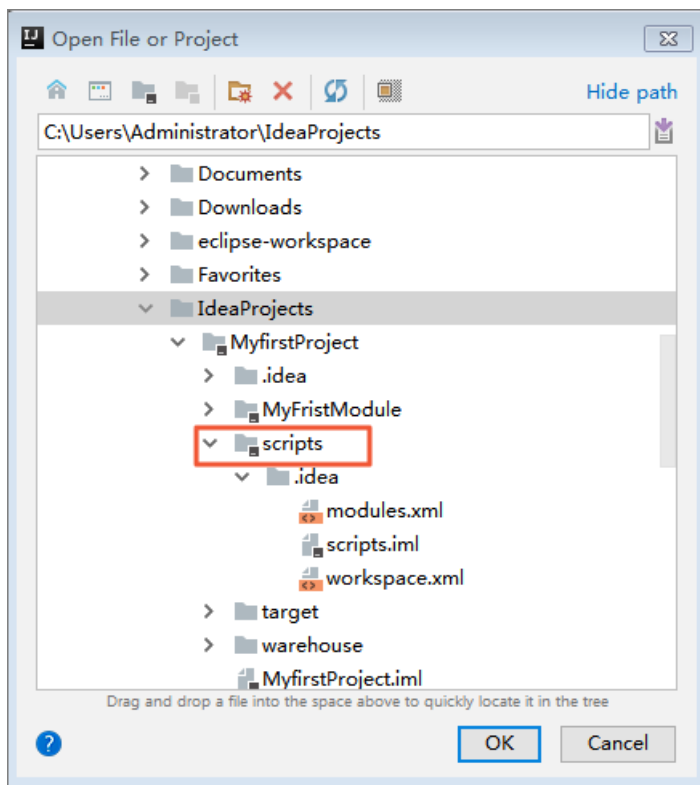 Open File or Project
Hide path
C:\Users\Administrator\IdeaProjects
Documents
Downloads
eclipse-workspace
Favorites
IdeaProjects
MyfirstProject
.idea
MyFristModule
scripts
.idea
modules.xml
scripts.iml
workspace.xml
target
warehouse
MyfirstProject.iml
Drag and drop a file into the space above to quickly locate it in the tree
?
OK
Cancel